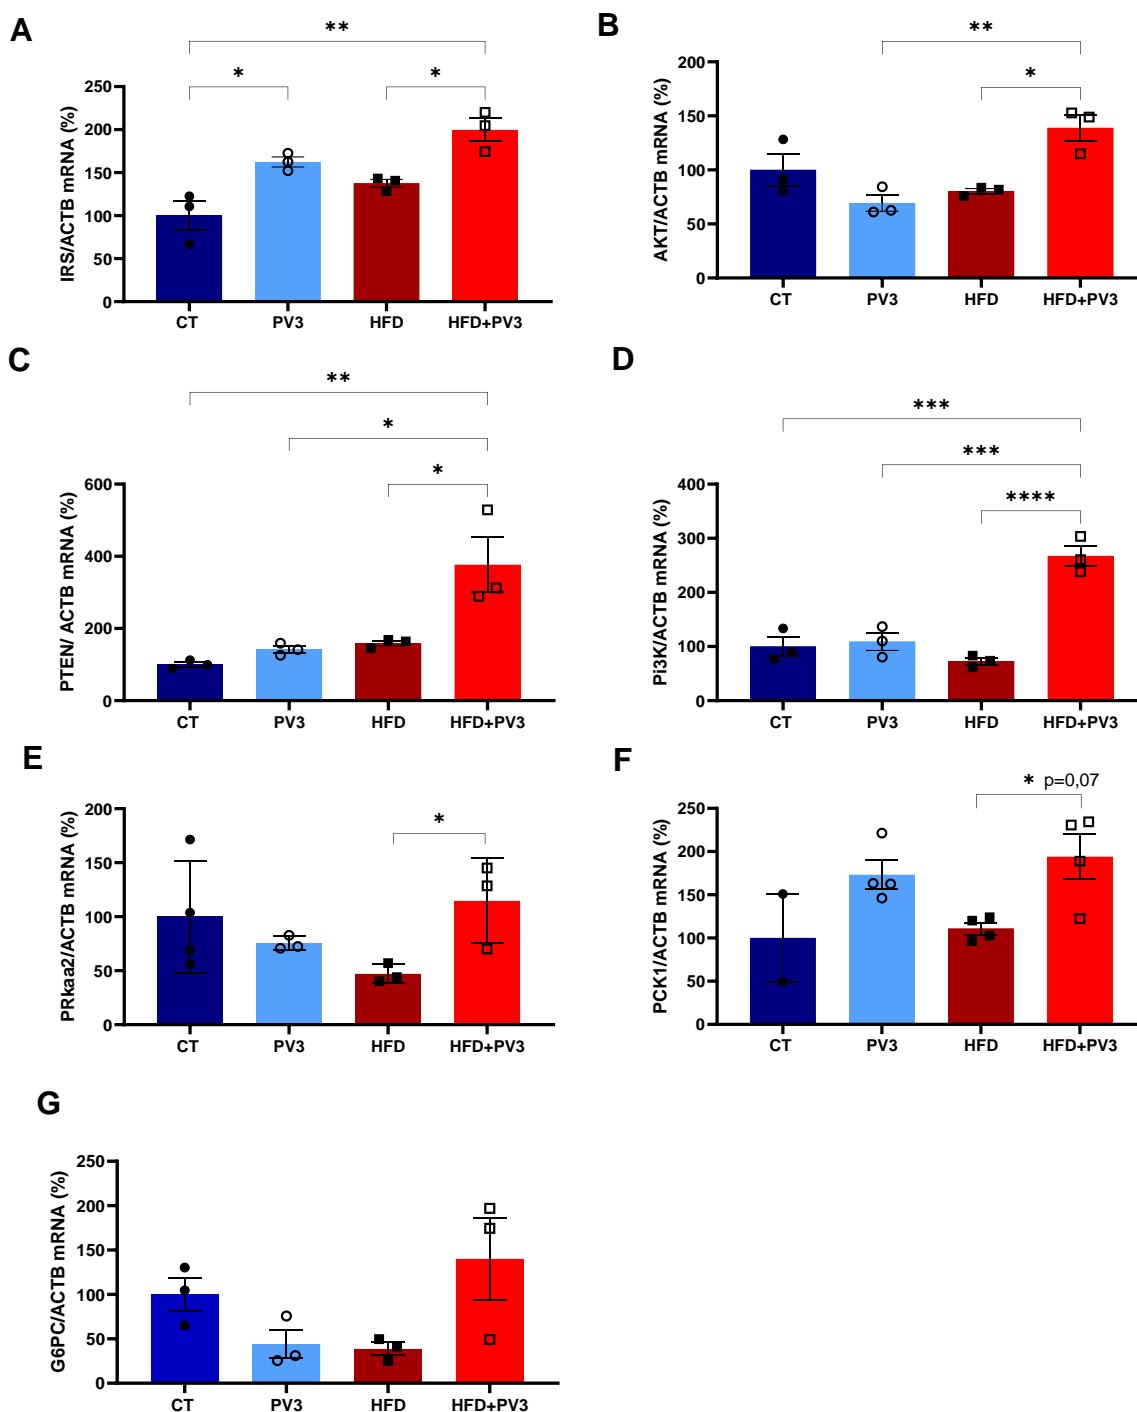 A
**
*
*
IRS/ACTB mRNA (%)
250
200
150
100
50
0
CT PV3 HFD HFD+PV3
B
**
*
AKT/ACTB mRNA (%)
200
150
100
50
0
CT PV3 HFD HFD+PV3
C
**
*
*
PTEN/ ACTB mRNA (%)
600
400
200
0
CT PV3 HFD HFD+PV3
D
***
***
****
Pi3K/ACTB mRNA (%)
400
300
200
100
0
CT PV3 HFD HFD+PV3
E
*
PRkaa2/ACTB mRNA (%)
200
150
100
50
0
CT PV3 HFD HFD+PV3
F
* p=0,07
PCK1/ACTB mRNA (%)
250
200
150
100
50
0
CT PV3 HFD HFD+PV3
G
G6PC/ACTB mRNA (%)
250
200
150
100
50
0
CT PV3 HFD HFD+PV3